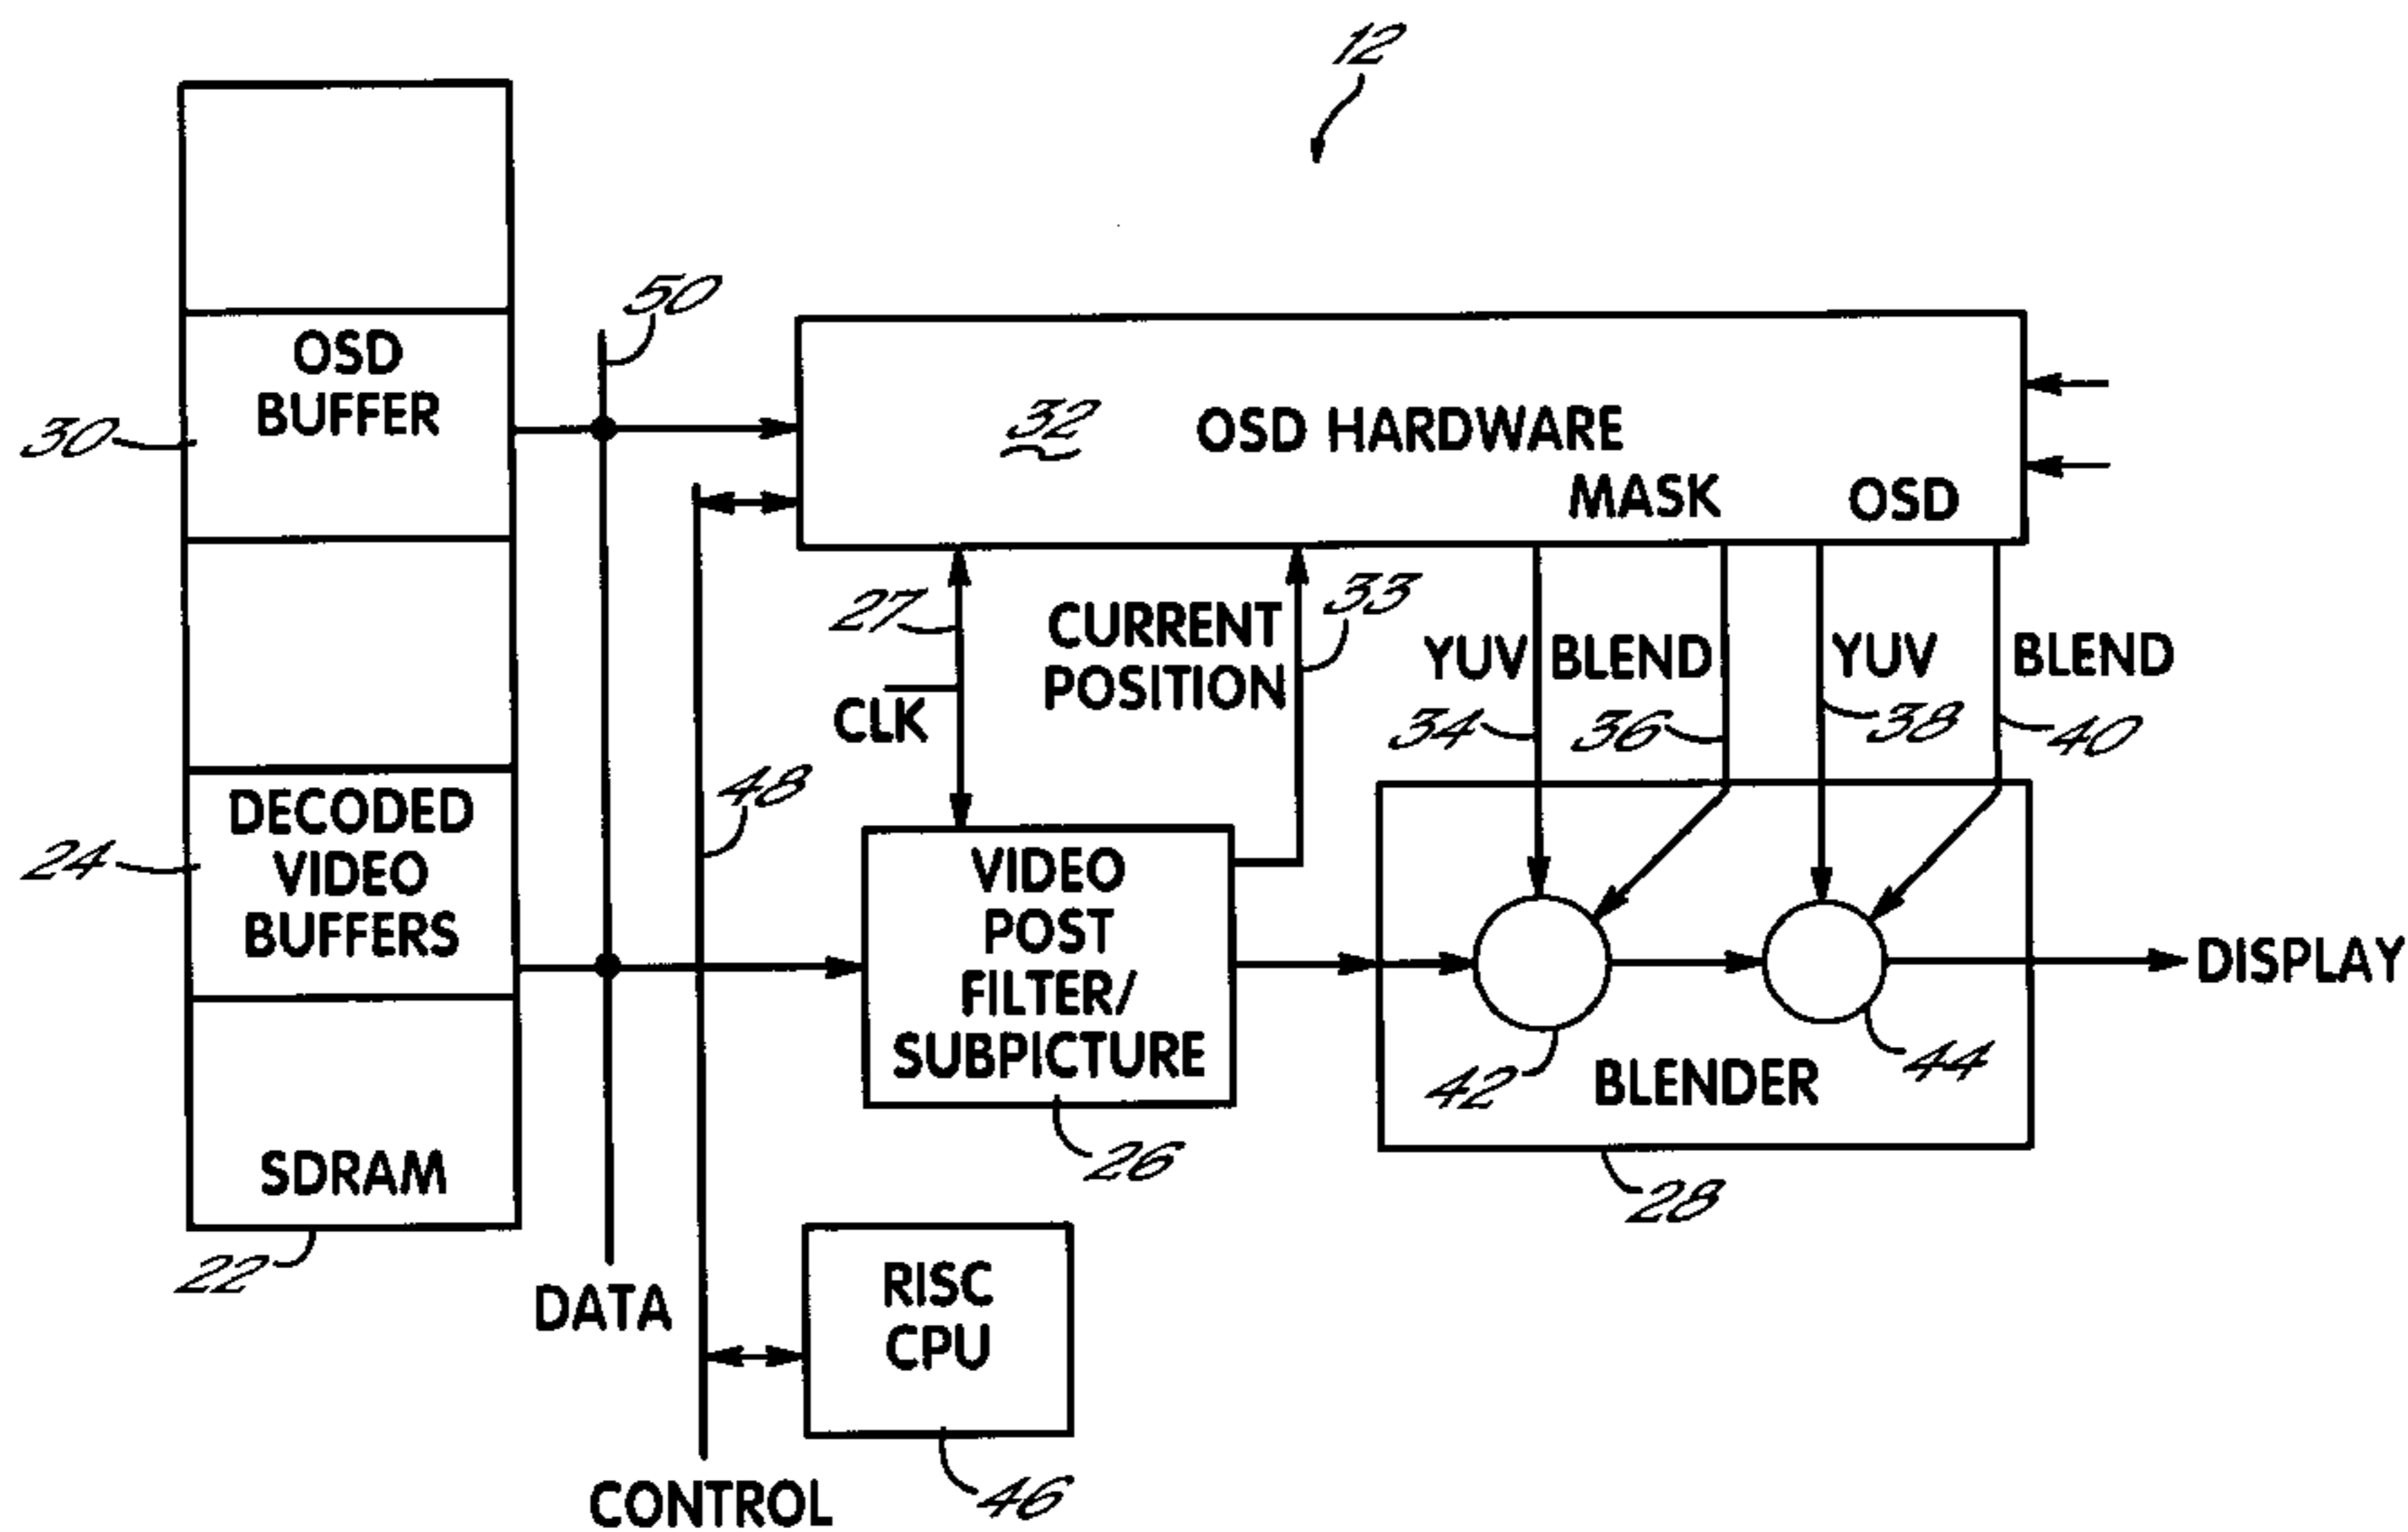 12
50
OSD
BUFFER
30
32
OSD HARDWARE
MASK
OSD
27
CURRENT
POSITION
33
CLK
YUV
BLEND
YUV
BLEND
34
36
38
40
48
DECODED
VIDEO
BUFFERS
24
VIDEO
POST
FILTER/
SUBPICTURE
26
DISPLAY
42
44
BLENDER
28
SDRAM
22
DATA
RISC
CPU
46
CONTROL